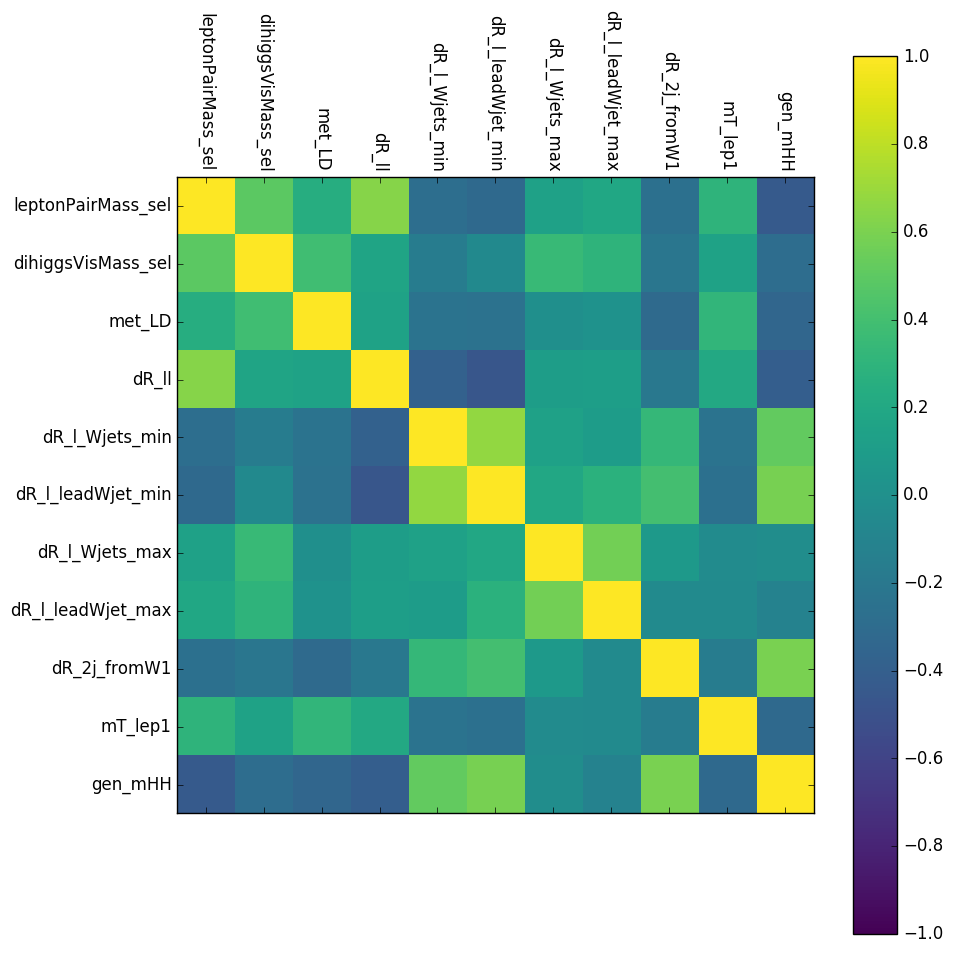 leptonPairMass_sel
dihiggsVisMass_sel
met_LD
dR_ll
dR_l_Wjets_min
dR_l_leadWjet_min
dR_l_Wjets_max
dR_l_leadWjet_max
dR_2j_fromW1
mT_lep1
gen_mHH
leptonPairMass_sel
dihiggsVisMass_sel
met_LD
dR_ll
dR_l_Wjets_min
dR_l_leadWjet_min
dR_l_Wjets_max
dR_l_leadWjet_max
dR_2j_fromW1
mT_lep1
gen_mHH
1.0
0.8
0.6
0.4
0.2
0.0
−0.2
−0.4
−0.6
−0.8
−1.0